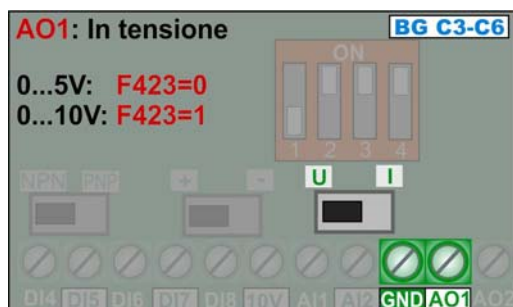 AO1: In tensione BG C3-C6
ON
0...5V: F423=0
0...10V: F423=1
1 2 3 4
NPN PNP + - U I
DI4 DI5 DI6 DI7 DI8 10V AI1 AI2 GND AO1 AO2